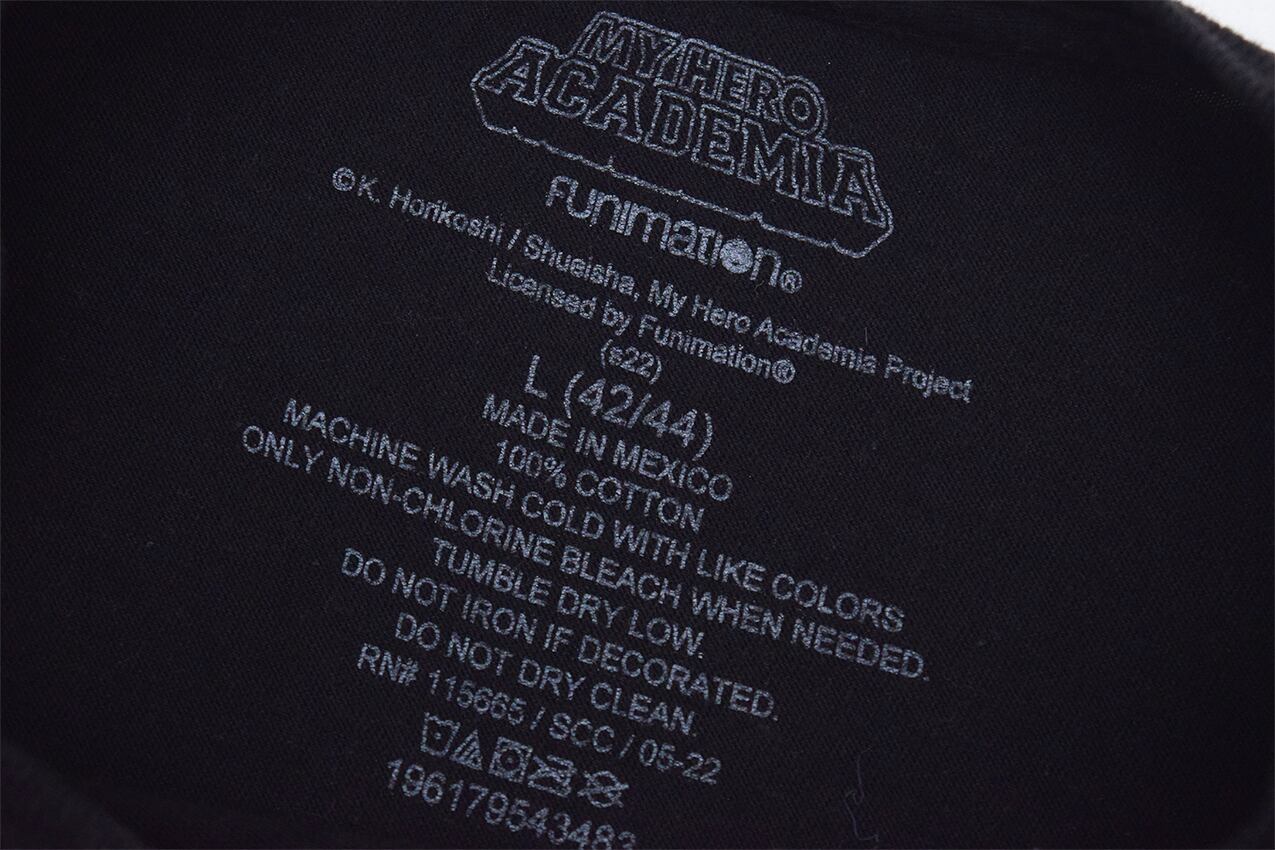 MY HERO
ACADEMIA
FUNIMATION®
©K. Horikoshi / Shueisha, My Hero Academia Project
Licensed by Funimation®
(s22)
L (42/44)
MADE IN MEXICO
100% COTTON
MACHINE WASH COLD WITH LIKE COLORS
ONLY NON-CHLORINE BLEACH WHEN NEEDED.
TUMBLE DRY LOW.
DO NOT IRON IF DECORATED.
DO NOT DRY CLEAN.
RN# 115665 / SCC / 05-22